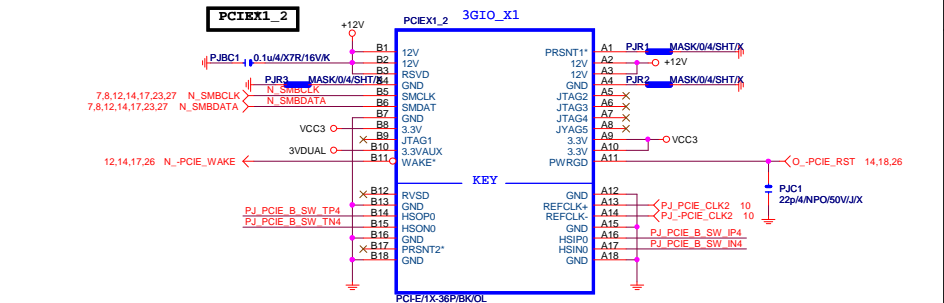 PCIEX1_2
3GIO_X1
+12V
PCIEX1_2
B1 12V PRSNT1* A1 PJR1 MASK/0/4/SHT/X
PJBC1 0.1u/4/X7R/16V/K B2 12V 12V A2 +12V
B3 RSVD 12V A3
PJR3 MASK/0/4/SHT/X B4 GND GND A4 PJR2 MASK/0/4/SHT/X
7,8,12,14,17,23,27 N_SMBCLK N_SMBCLK B5 SMCLK JTAG2 A5
7,8,12,14,17,23,27 N_SMBDATA N_SMBDATA B6 SMDAT JTAG3 A6
B7 GND JTAG4 A7
VCC3 B8 3.3V JYAG5 A8
B9 JTAG1 3.3V A9 VCC3
3VDUAL B10 3.3VAUX 3.3V A10
12,14,17,26 N_-PCIE_WAKE B11 WAKE* PWRGD A11 O_-PCIE_RST 14,18,26
KEY
PJC1
22p/4/NPO/50V/J/X
B12 RVSD GND A12
B13 GND REFCLK+ A13 PJ_PCIE_CLK2 10
PJ_PCIE_B_SW_TP4 B14 HSOP0 REFCLK- A14 PJ_-PCIE_CLK2 10
PJ_PCIE_B_SW_TN4 B15 HSON0 GND A15
B16 GND HSIP0 A16 PJ_PCIE_B_SW_IP4
B17 PRSNT2* HSIN0 A17 PJ_PCIE_B_SW_IN4
B18 GND GND A18
PCI-E/1X-36P/BK/OL